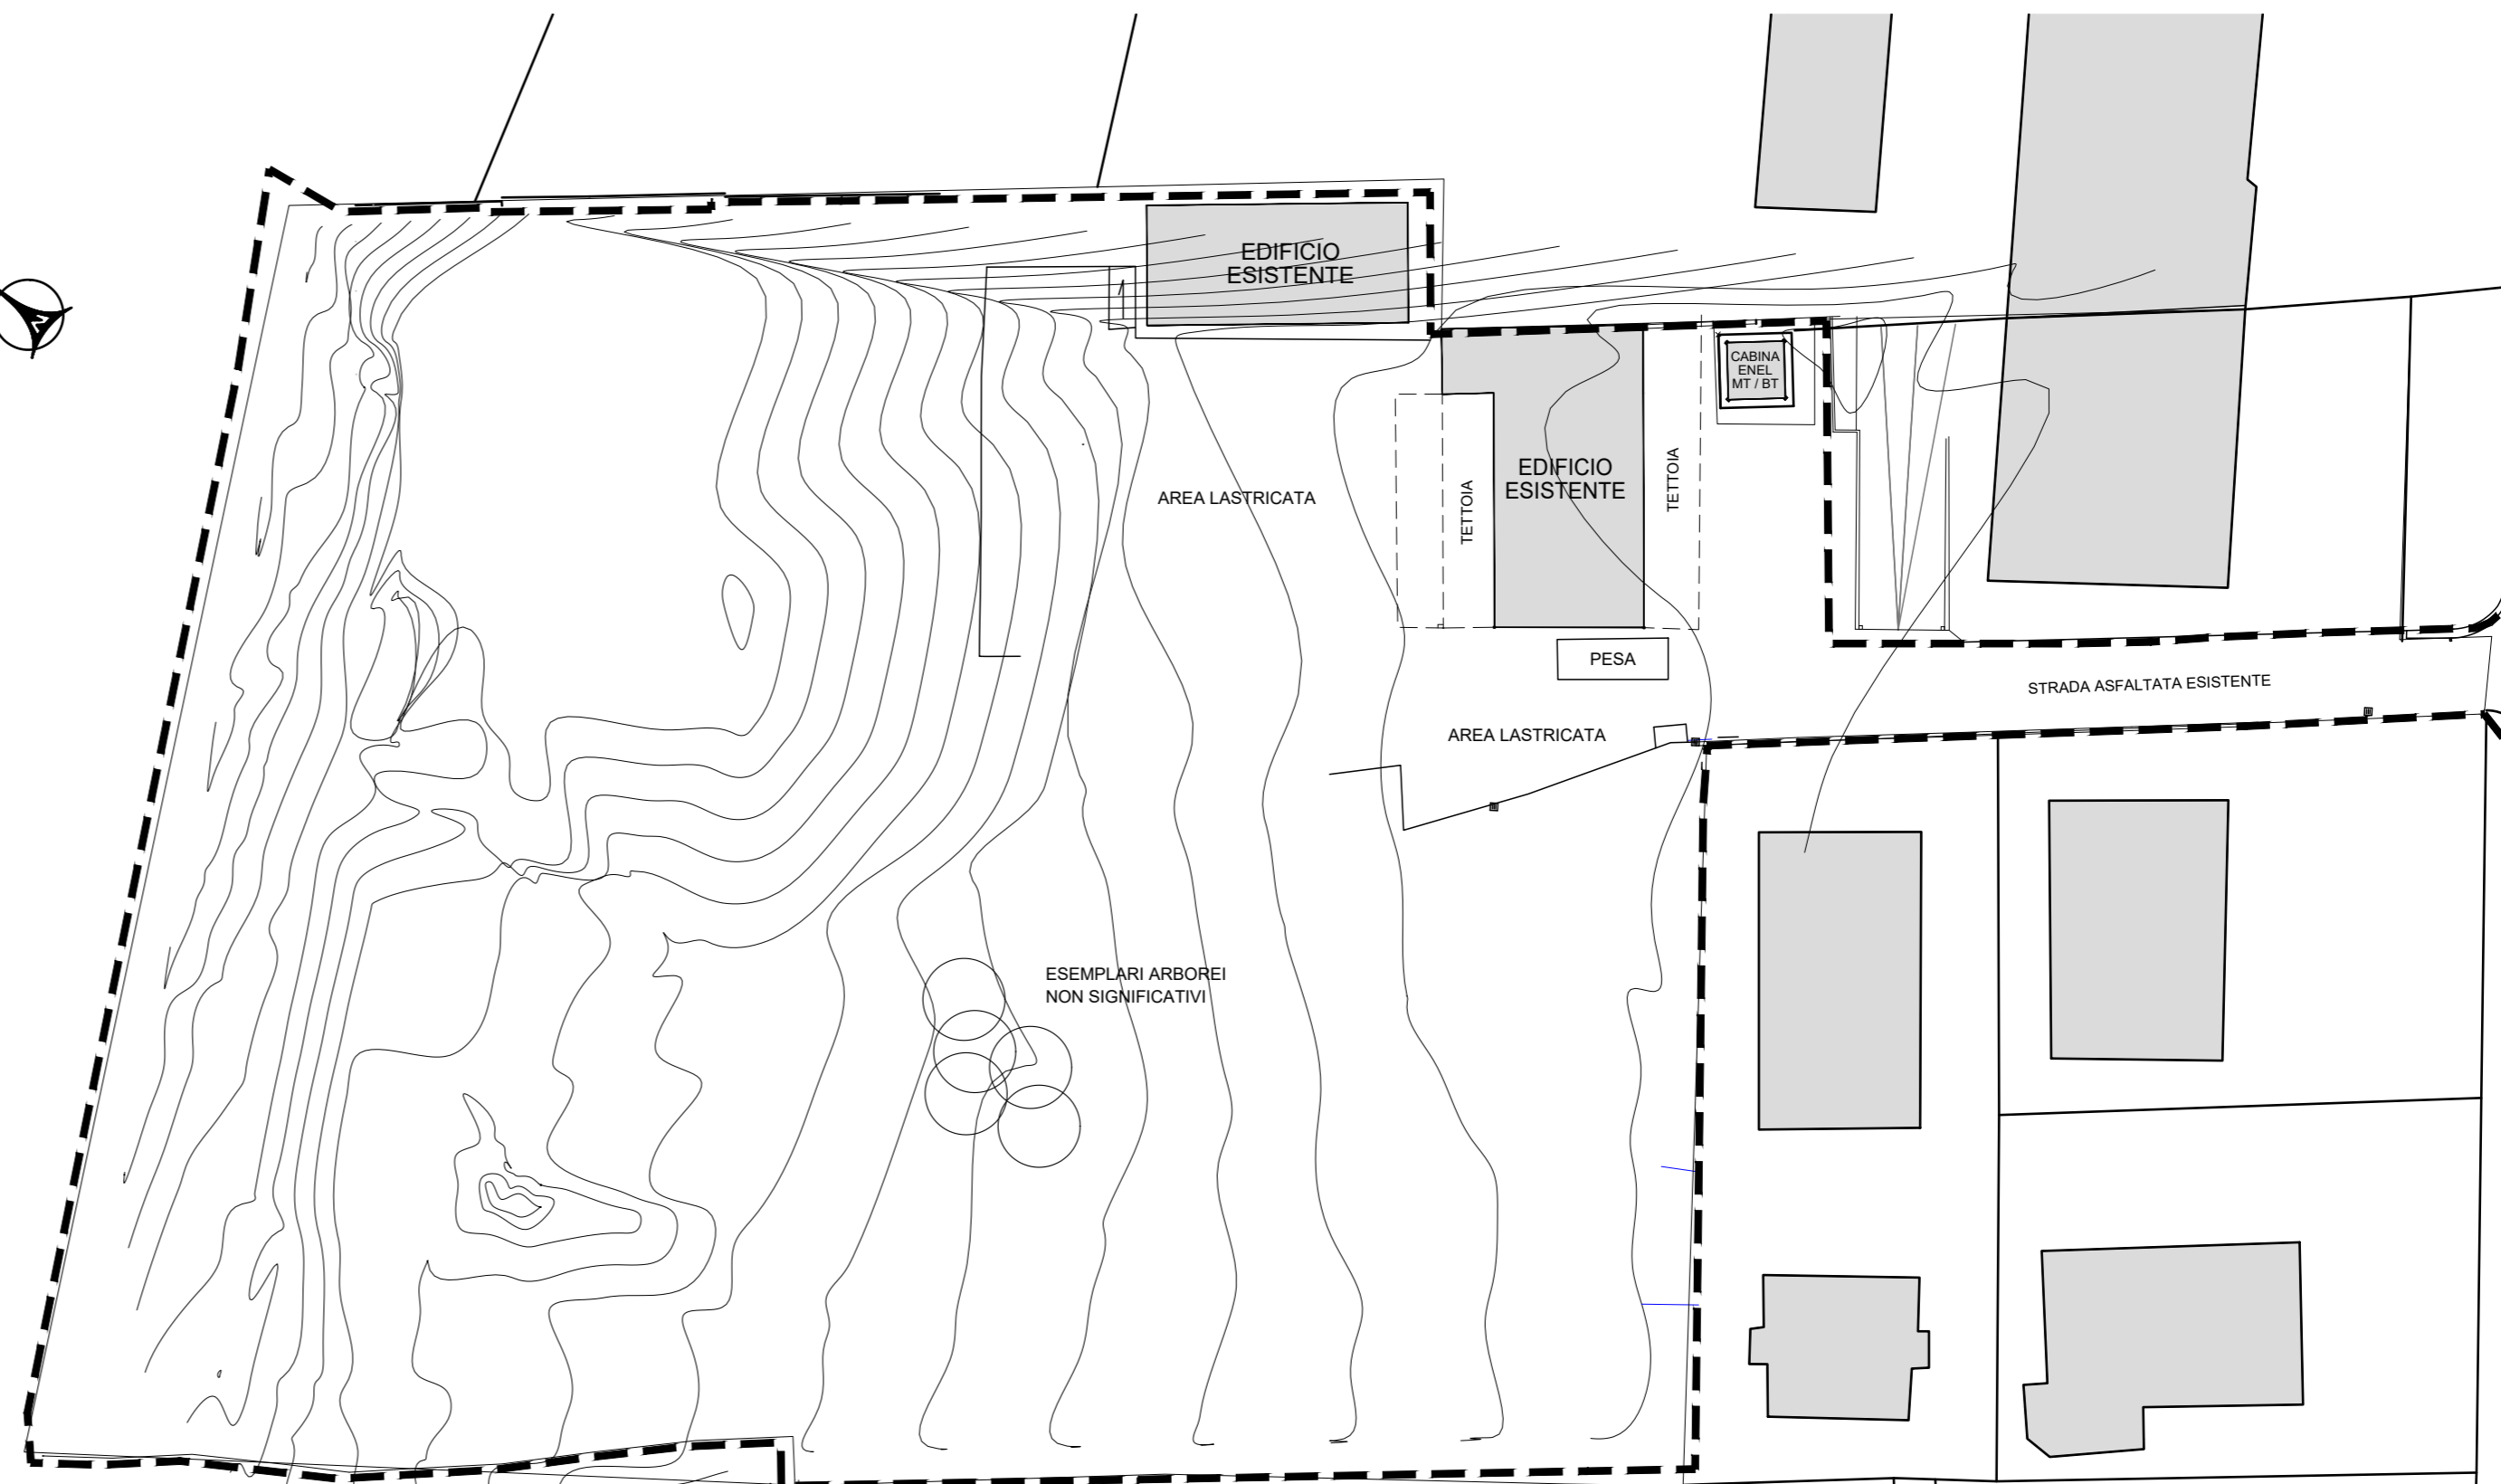 EDIFICIO
ESISTENTE
CABINA
ENEL
MT / BT
EDIFICIO
ESISTENTE
TETTOIA
TETTOIA
AREA LASTRICATA
PESA
STRADA ASFALTATA ESISTENTE
AREA LASTRICATA
ESEMPLARI ARBOREI
NON SIGNIFICATIVI
N